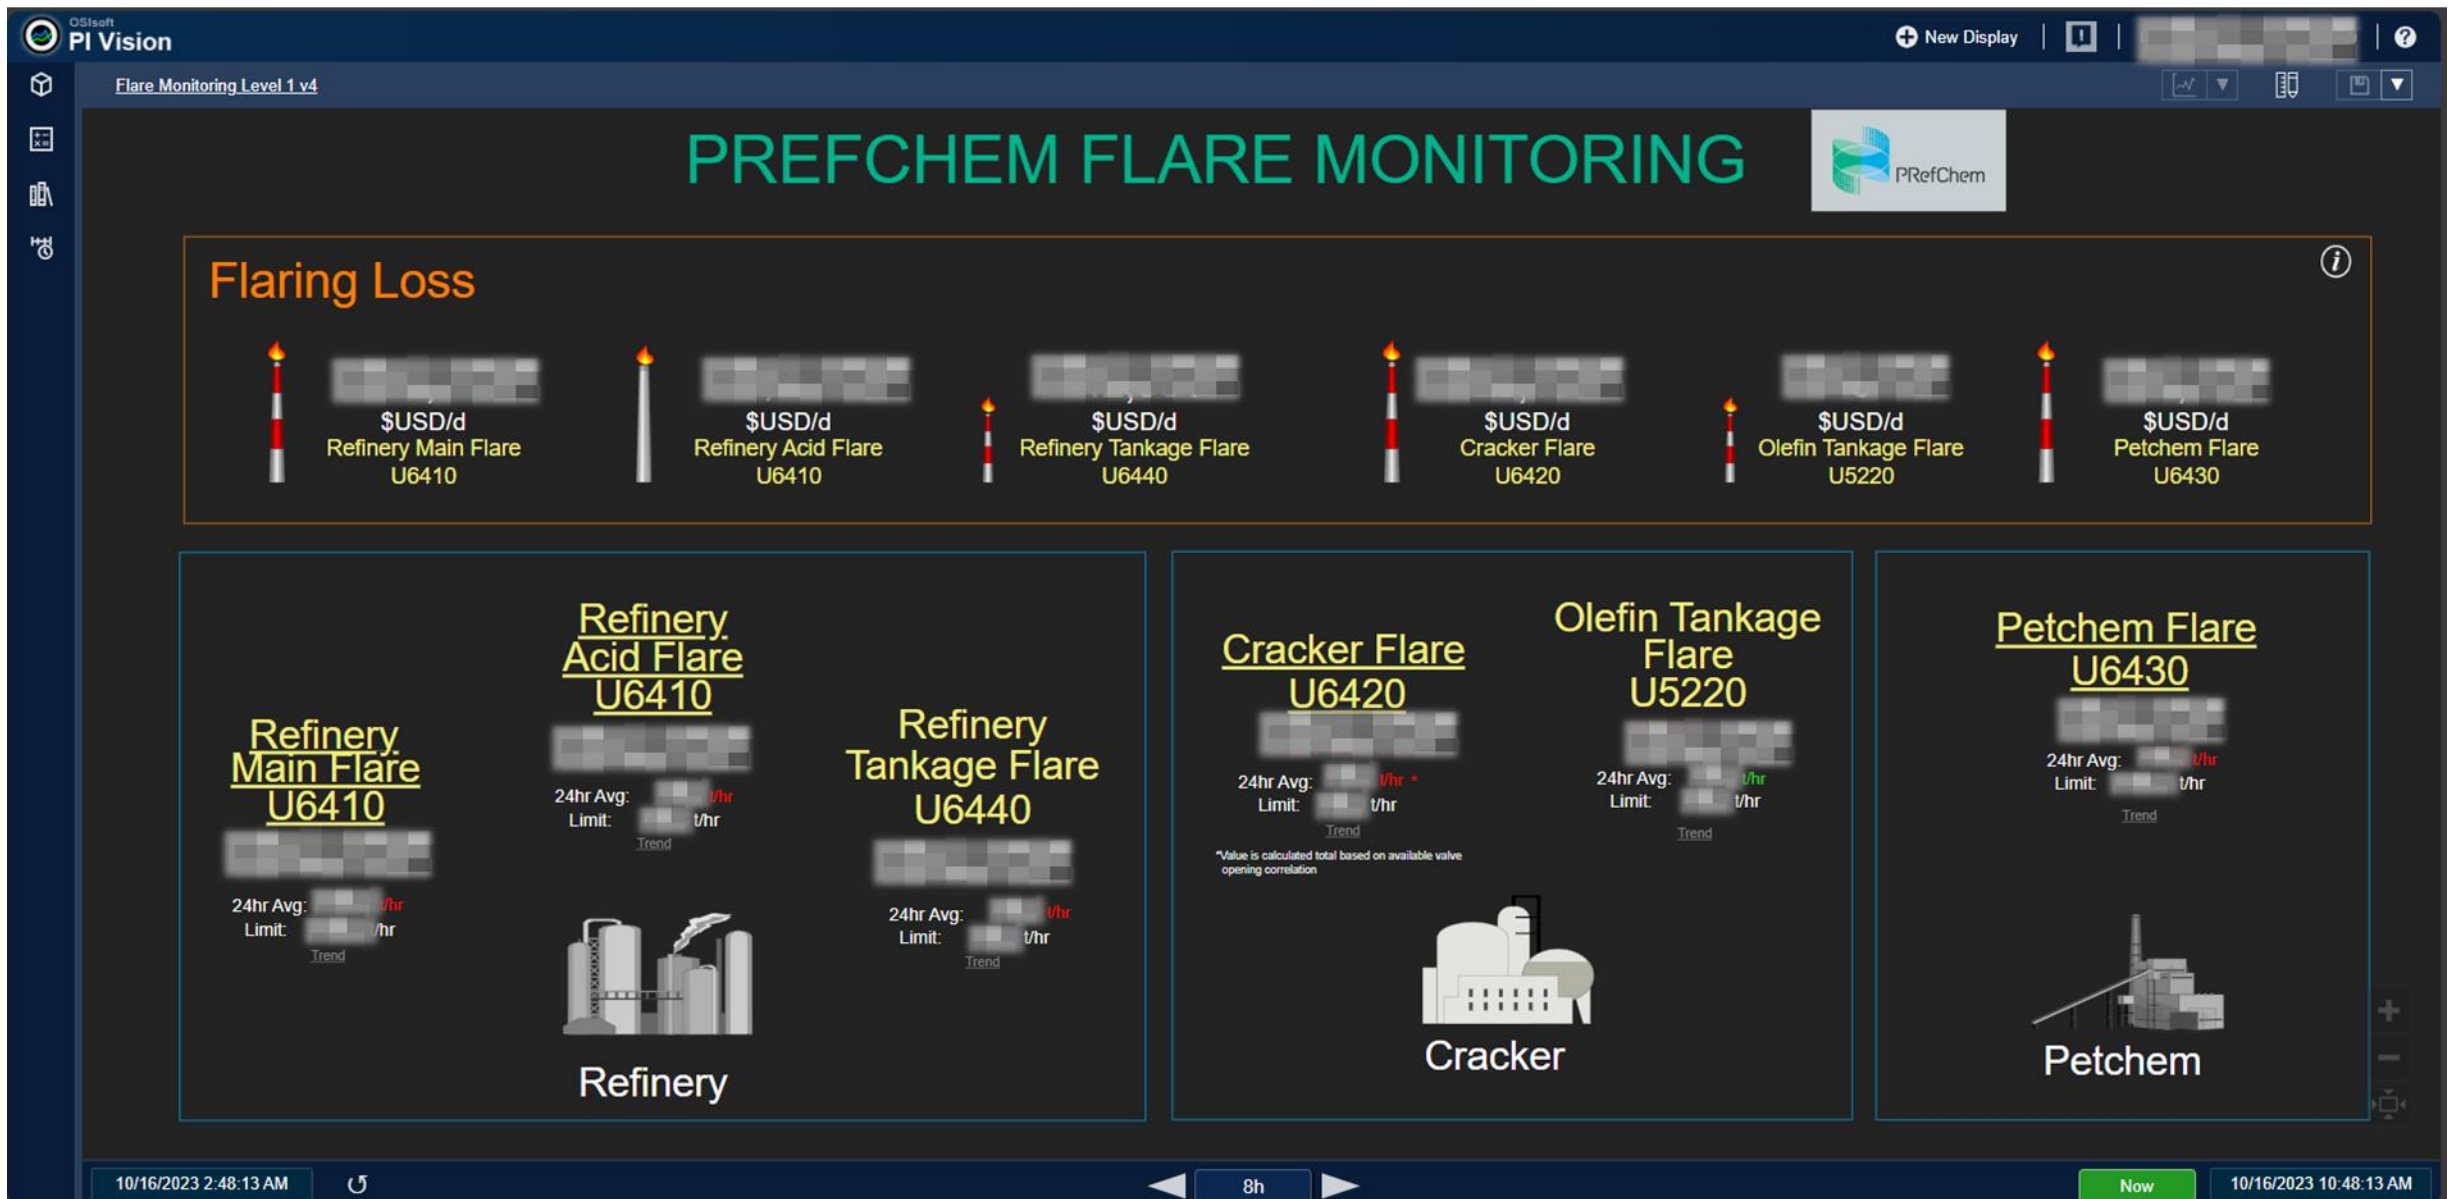 OSIsoft
PI Vision
New Display
Flare Monitoring Level 1 v4
PREFCHEM FLARE MONITORING
PRefChem
Flaring Loss
$USD/d
Refinery Main Flare
U6410
$USD/d
Refinery Acid Flare
U6410
$USD/d
Refinery Tankage Flare
U6440
$USD/d
Cracker Flare
U6420
$USD/d
Olefin Tankage Flare
U5220
$USD/d
Petchem Flare
U6430
Refinery
Main Flare
U6410
24hr Avg: t/hr
Limit: /hr
Trend
Refinery
Acid Flare
U6410
24hr Avg: t/hr
Limit: t/hr
Trend
Refinery
Tankage Flare
U6440
24hr Avg: t/hr
Limit: t/hr
Trend
Refinery
Cracker Flare
U6420
24hr Avg: t/hr *
Limit: t/hr
Trend
*Value is calculated total based on available valve
opening correlation
Olefin Tankage
Flare
U5220
24hr Avg: t/hr
Limit: t/hr
Trend
Cracker
Petchem Flare
U6430
24hr Avg: t/hr
Limit: t/hr
Trend
Petchem
10/16/2023 2:48:13 AM
8h
Now
10/16/2023 10:48:13 AM